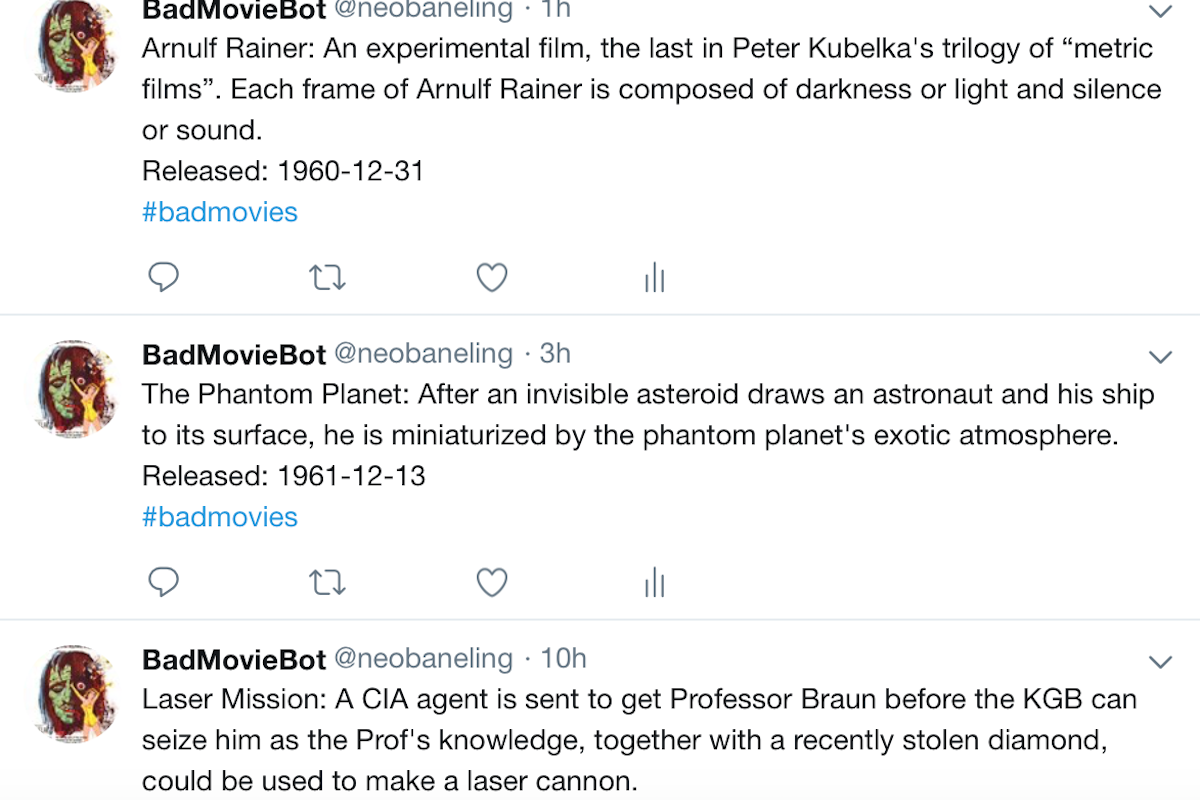 BadMovieBot @neobaneling · 1h
Arnulf Rainer: An experimental film, the last in Peter Kubelka's trilogy of “metric
films”. Each frame of Arnulf Rainer is composed of darkness or light and silence
or sound.
Released: 1960-12-31
#badmovies
BadMovieBot @neobaneling · 3h
The Phantom Planet: After an invisible asteroid draws an astronaut and his ship
to its surface, he is miniaturized by the phantom planet's exotic atmosphere.
Released: 1961-12-13
#badmovies
BadMovieBot @neobaneling · 10h
Laser Mission: A CIA agent is sent to get Professor Braun before the KGB can
seize him as the Prof's knowledge, together with a recently stolen diamond,
could be used to make a laser cannon.